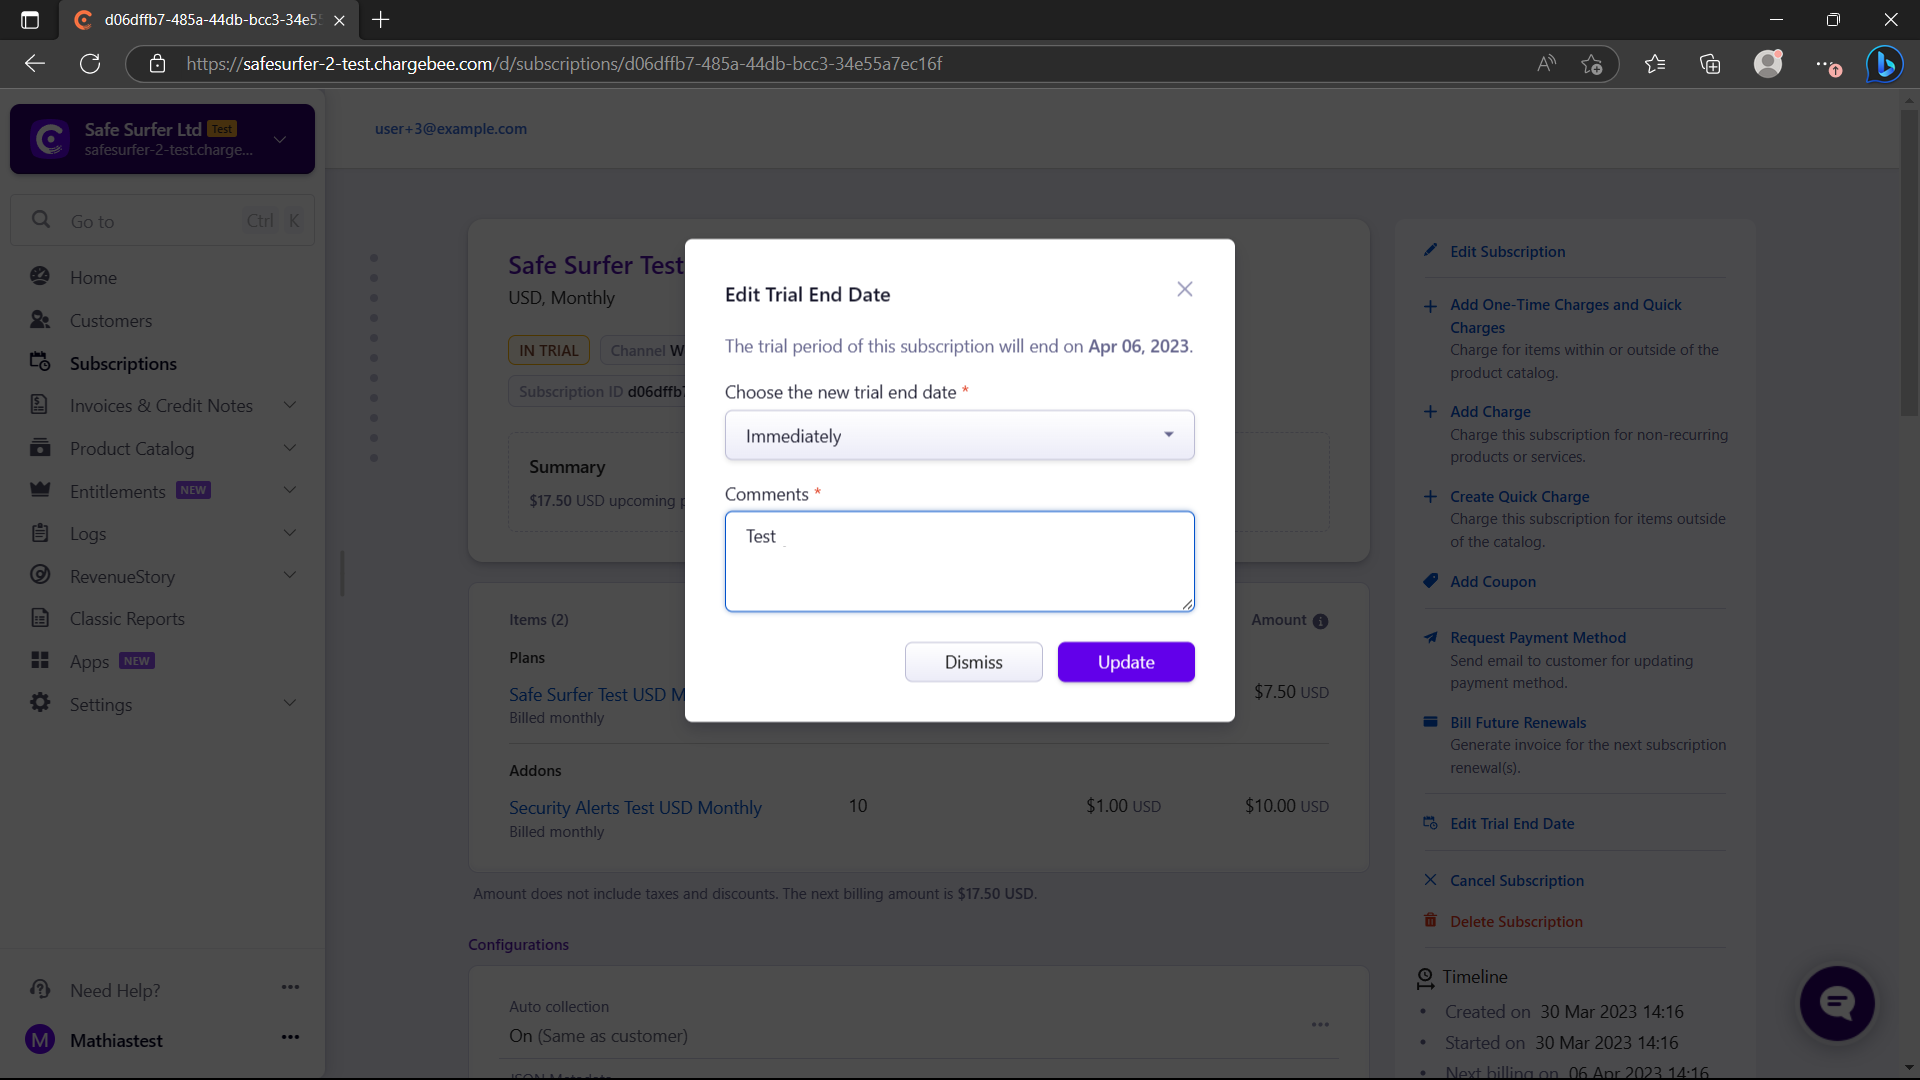 d06dffb7-485a-44db-bcc3-34e5
https://safesurfer-2-test.chargebee.com/d/subscriptions/d06dffb7-485a-44db-bcc3-34e55a7ec16f
Safe Surfer Ltd Test
safesurfer-2-test.charge...
user+3@example.com
Go to Ctrl K
Home
Customers
Subscriptions
Invoices & Credit Notes
Product Catalog
Entitlements NEW
Logs
RevenueStory
Classic Reports
Apps NEW
Settings
Need Help?
M Mathiastest
Safe Surfer Test
USD, Monthly
IN TRIAL Channel W
Subscription ID d06dffb7
Summary
$17.50 USD upcoming
Items (2) Amount
Plans
Safe Surfer Test USD M $7.50 USD
Billed monthly
Addons
Security Alerts Test USD Monthly 10 $1.00 USD $10.00 USD
Billed monthly
Amount does not include taxes and discounts. The next billing amount is $17.50 USD.
Configurations
Auto collection
On (Same as customer)
Edit Trial End Date
The trial period of this subscription will end on Apr 06, 2023.
Choose the new trial end date *
Immediately
Comments *
Test
Dismiss Update
Edit Subscription
Add One-Time Charges and Quick
Charges
Charge for items within or outside of the
product catalog.
Add Charge
Charge this subscription for non-recurring
products or services.
Create Quick Charge
Charge this subscription for items outside
of the catalog.
Add Coupon
Request Payment Method
Send email to customer for updating
payment method.
Bill Future Renewals
Generate invoice for the next subscription
renewal(s).
Edit Trial End Date
Cancel Subscription
Delete Subscription
Timeline
• Created on 30 Mar 2023 14:16
• Started on 30 Mar 2023 14:16
• Next billing on 06 Apr 2023 14:16